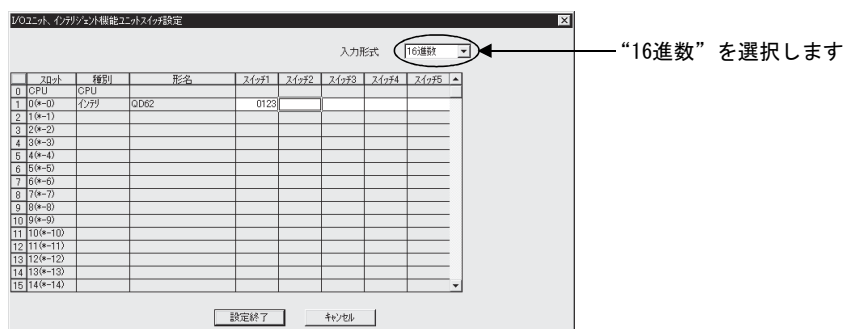 I/Oユニット、インテリジェント機能ユニットスイッチ設定
入力形式 16進数
“16進数”を選択します
スロット 種別 形名 スイッチ1 スイッチ2 スイッチ3 スイッチ4 スイッチ5
0 CPU CPU
1 0(*-0) インテリ QD62 0123
2 1(*-1)
3 2(*-2)
4 3(*-3)
5 4(*-4)
6 5(*-5)
7 6(*-6)
8 7(*-7)
9 8(*-8)
10 9(*-9)
11 10(*-10)
12 11(*-11)
13 12(*-12)
14 13(*-13)
15 14(*-14)
設定終了 キャンセル